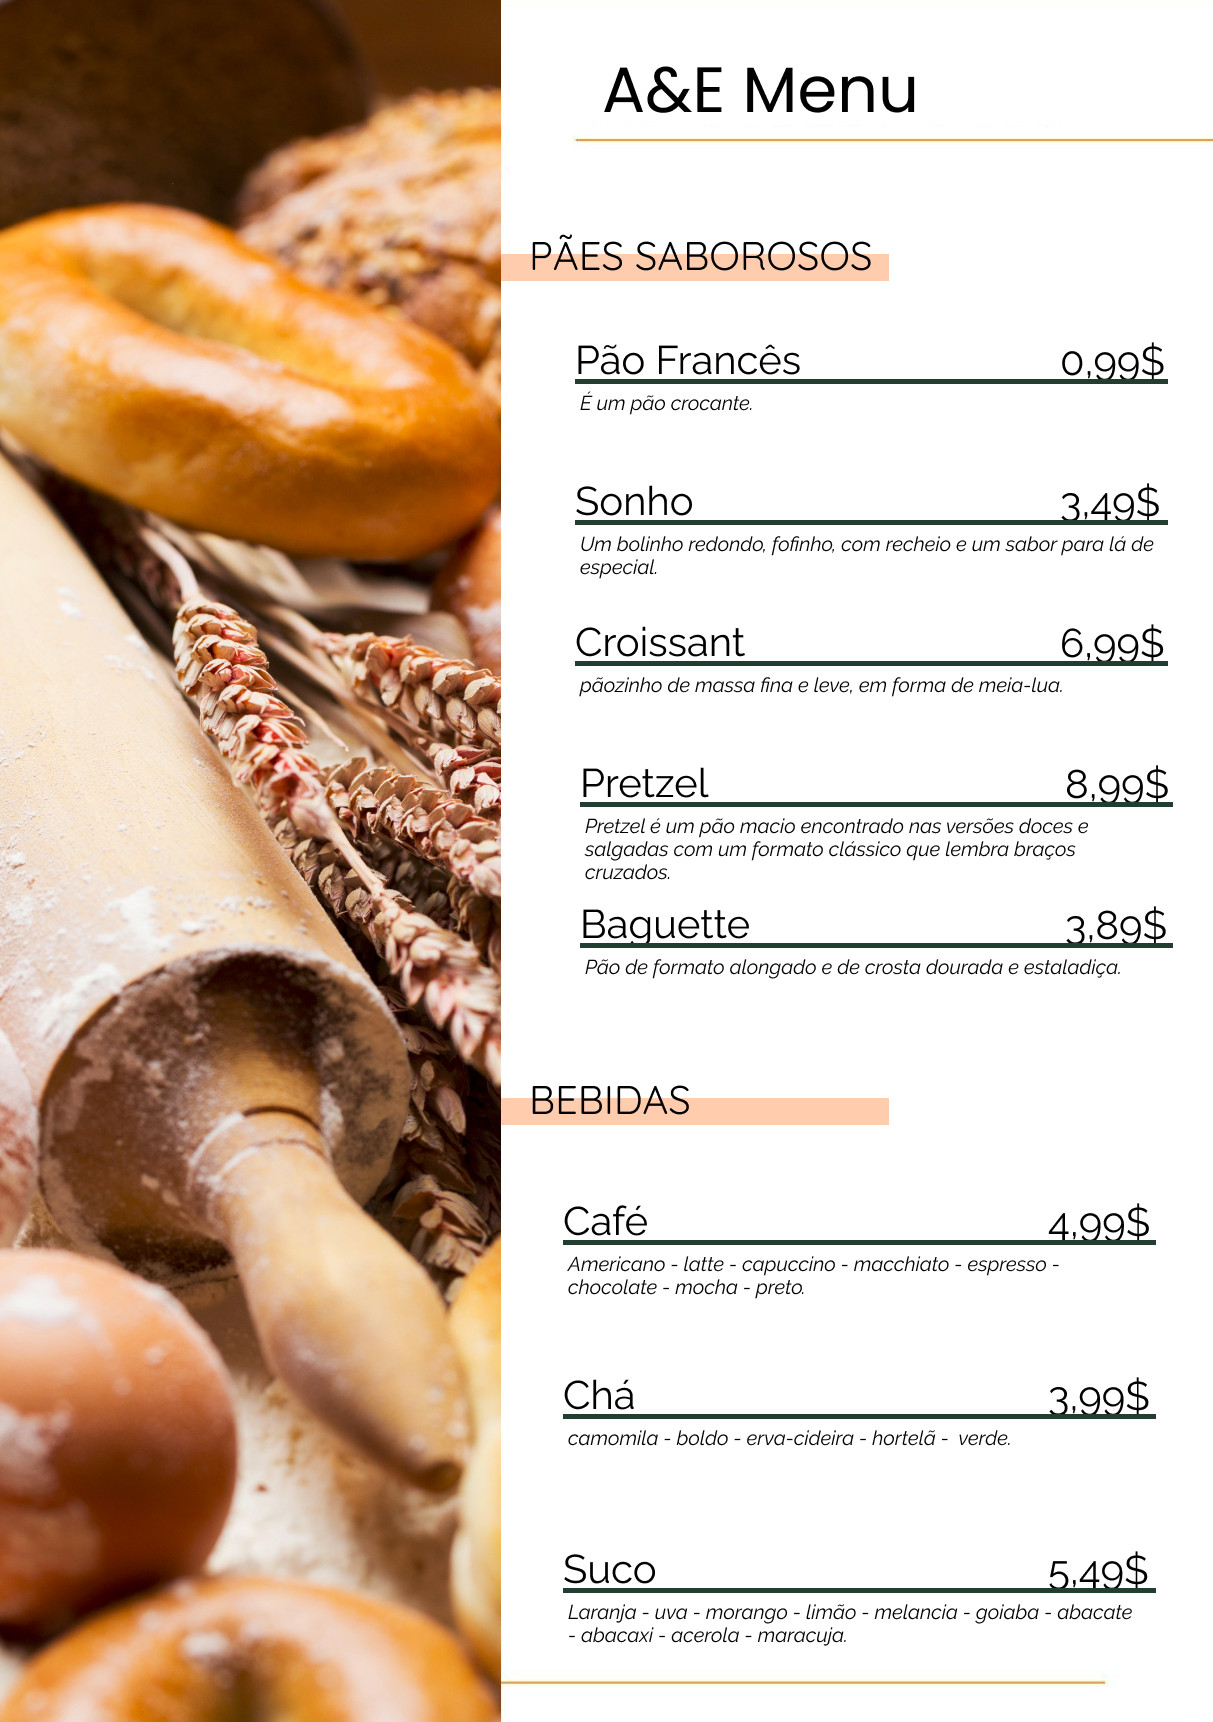 A&E Menu
PÃES SABOROSOS
Pão Francês 0,99$
É um pão crocante.
Sonho 3,49$
Um bolinho redondo, fofinho, com recheio e um sabor para lá de
especial.
Croissant 6,99$
pãozinho de massa fina e leve, em forma de meia-lua.
Pretzel 8,99$
Pretzel é um pão macio encontrado nas versões doces e
salgadas com um formato clássico que lembra braços
cruzados.
Baguette 3,89$
Pão de formato alongado e de crosta dourada e estaladiça.
BEBIDAS
Café 4,99$
Americano - latte - capuccino - macchiato - espresso -
chocolate - mocha - preto.
Chá 3,99$
camomila - boldo - erva-cideira - hortelã -  verde.
Suco 5,49$
Laranja - uva - morango - limão - melancia - goiaba - abacate
- abacaxi - acerola - maracuja.